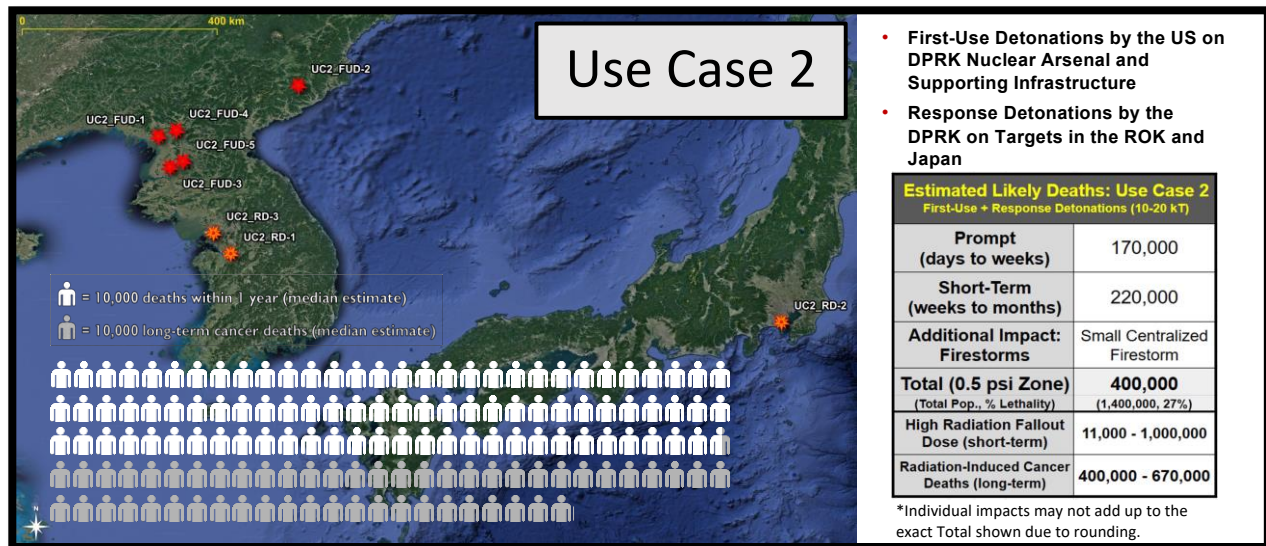 0
400 km
Use Case 2
UC2_FUD-2
UC2_FUD-1
UC2_FUD-4
UC2_FUD-5
UC2_FUD-3
UC2_RD-3
UC2_RD-1
UC2_RD-2
= 10,000 deaths within 1 year (median estimate)
= 10,000 long-term cancer deaths (median estimate)
N
• First-Use Detonations by the US on
DPRK Nuclear Arsenal and
Supporting Infrastructure
• Response Detonations by the
DPRK on Targets in the ROK and
Japan
Estimated Likely Deaths: Use Case 2
First-Use + Response Detonations (10-20 kT)
Prompt
(days to weeks)
170,000
Short-Term
(weeks to months)
220,000
Additional Impact:
Firestorms
Small Centralized
Firestorm
Total (0.5 psi Zone)
(Total Pop., % Lethality)
400,000
(1,400,000, 27%)
High Radiation Fallout
Dose (short-term)
11,000 - 1,000,000
Radiation-Induced Cancer
Deaths (long-term)
400,000 - 670,000
*Individual impacts may not add up to the
exact Total shown due to rounding.